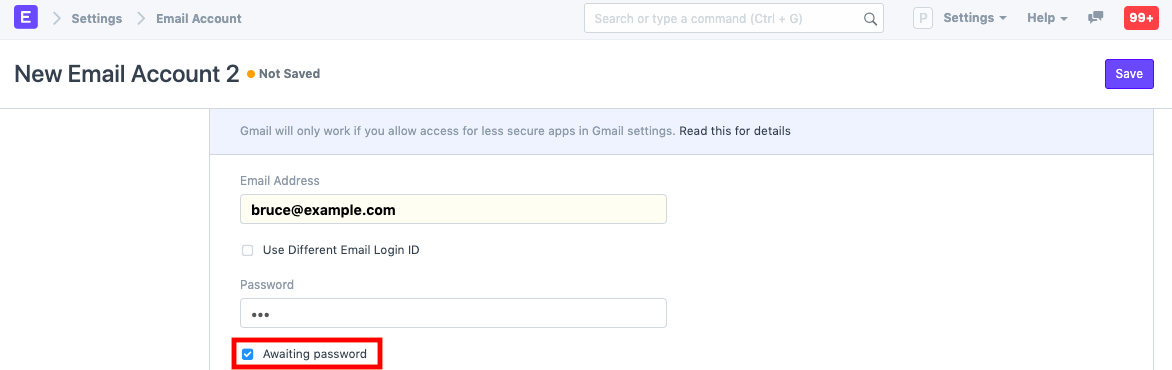 E Settings Email Account Search or type a command (Ctrl + G) P Settings Help 99+
New Email Account 2 Not Saved Save
Gmail will only work if you allow access for less secure apps in Gmail settings. Read this for details
Email Address
bruce@example.com
Use Different Email Login ID
Password
•••
Awaiting password